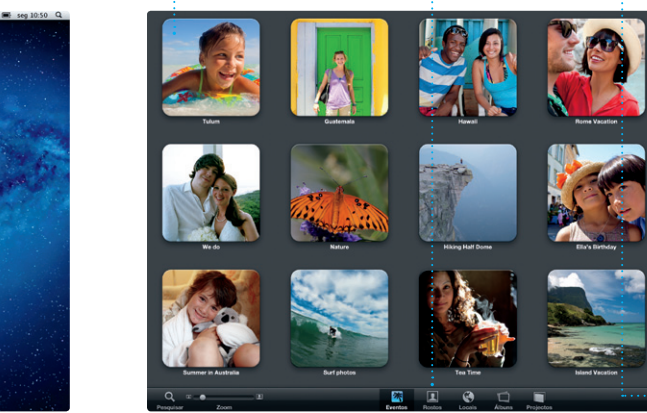 seg 10:50
Tulum
Guatemala
Hawaii
Rome Vacation
We do
Nature
Hiking Half Dome
Ella's Birthday
Summer in Australia
Surf photos
Tea Time
Island Vacation
Pesquisar
Zoom
Eventos
Rostos
Locais
Álbuns
Projectos